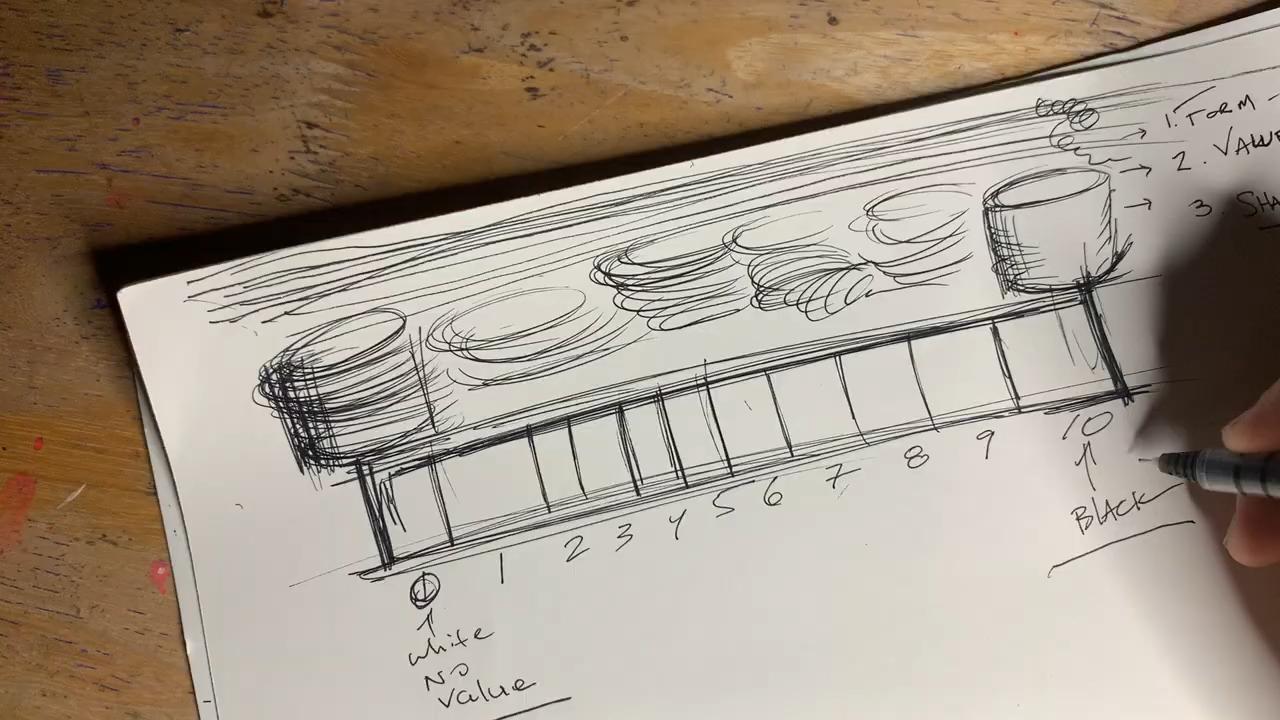 1. FORM -
2. VALUE
3. SHA
0 1 2 3 4 5 6 7 8 9 10
white
NO
value
BLACK